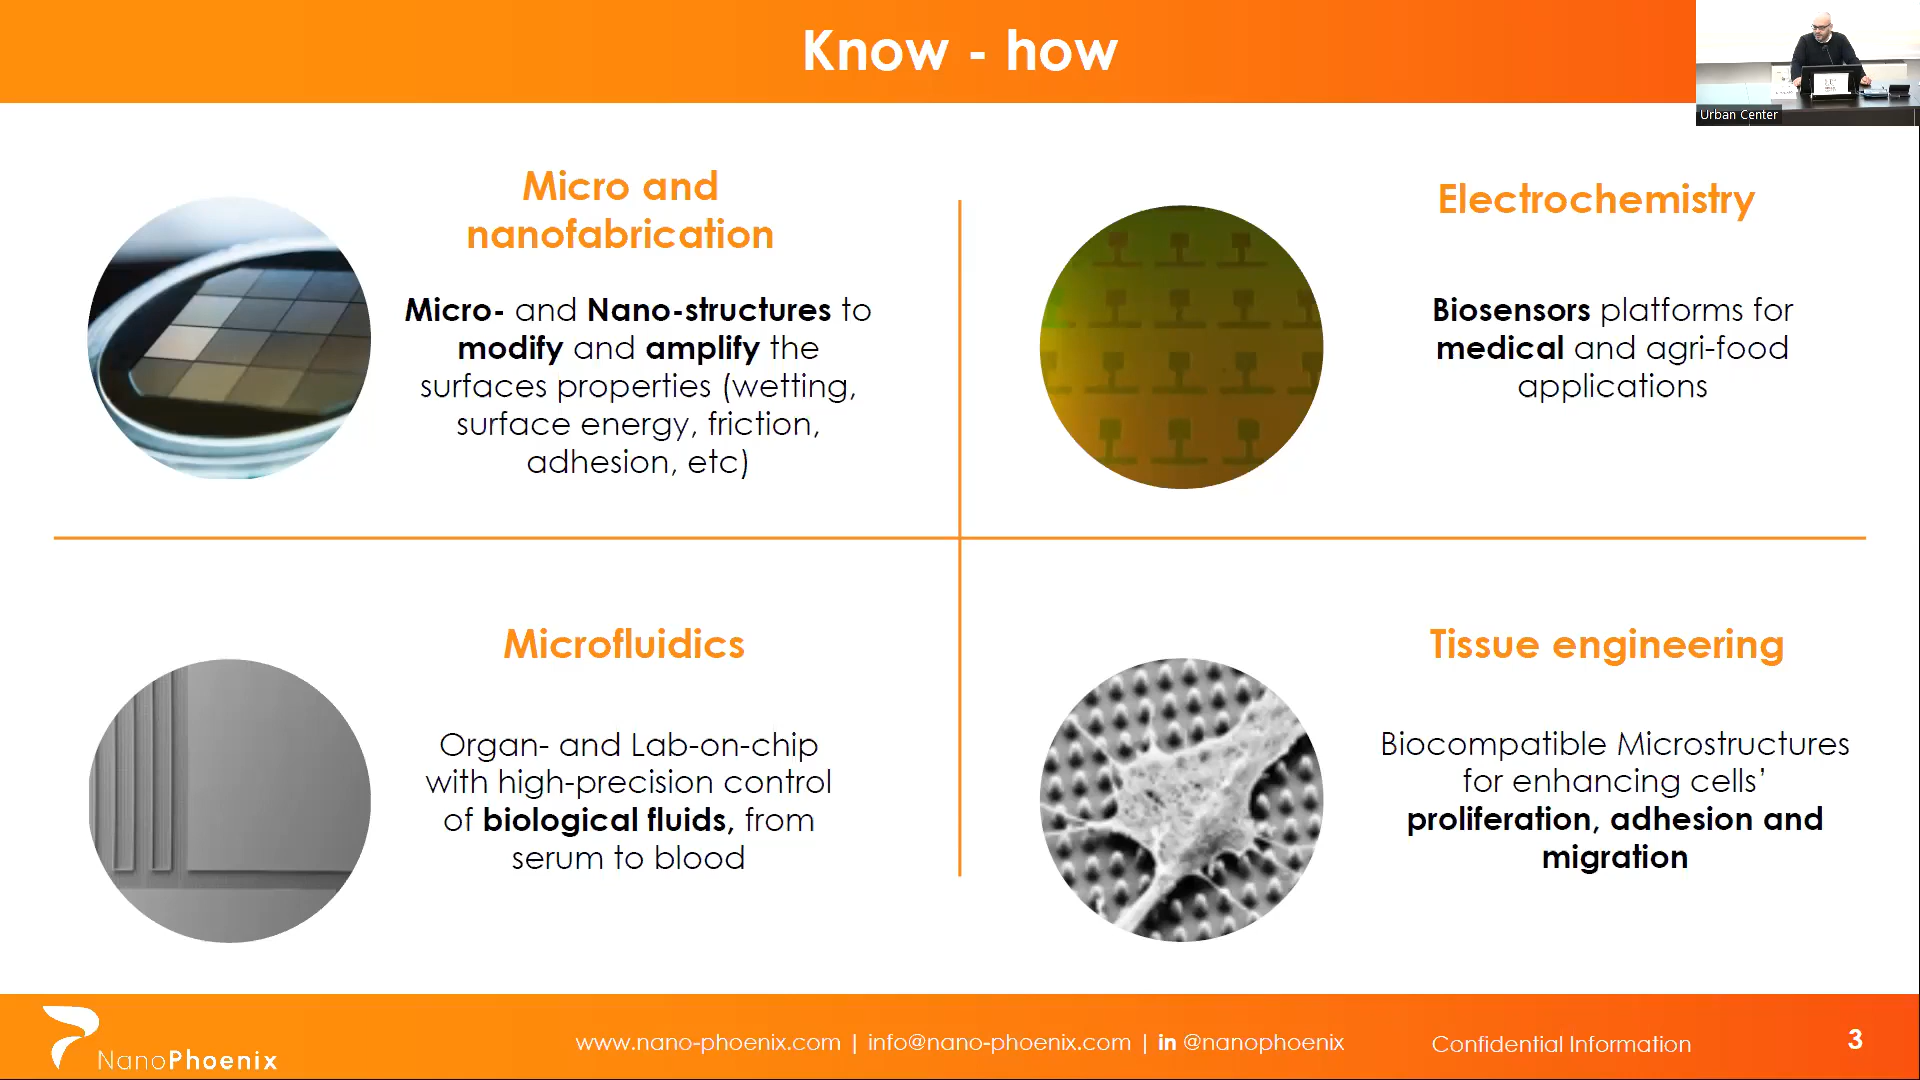 Know - how
Urban Center
Micro and
nanofabrication
Micro- and Nano-structures to
modify and amplify the
surfaces properties (wetting,
surface energy, friction,
adhesion, etc)
Electrochemistry
Biosensors platforms for
medical and agri-food
applications
Microfluidics
Organ- and Lab-on-chip
with high-precision control
of biological fluids, from
serum to blood
Tissue engineering
Biocompatible Microstructures
for enhancing cells’
proliferation, adhesion and
migration
NanoPhoenix
www.nano-phoenix.com | info@nano-phoenix.com | in @nanophoenix
Confidential Information
3